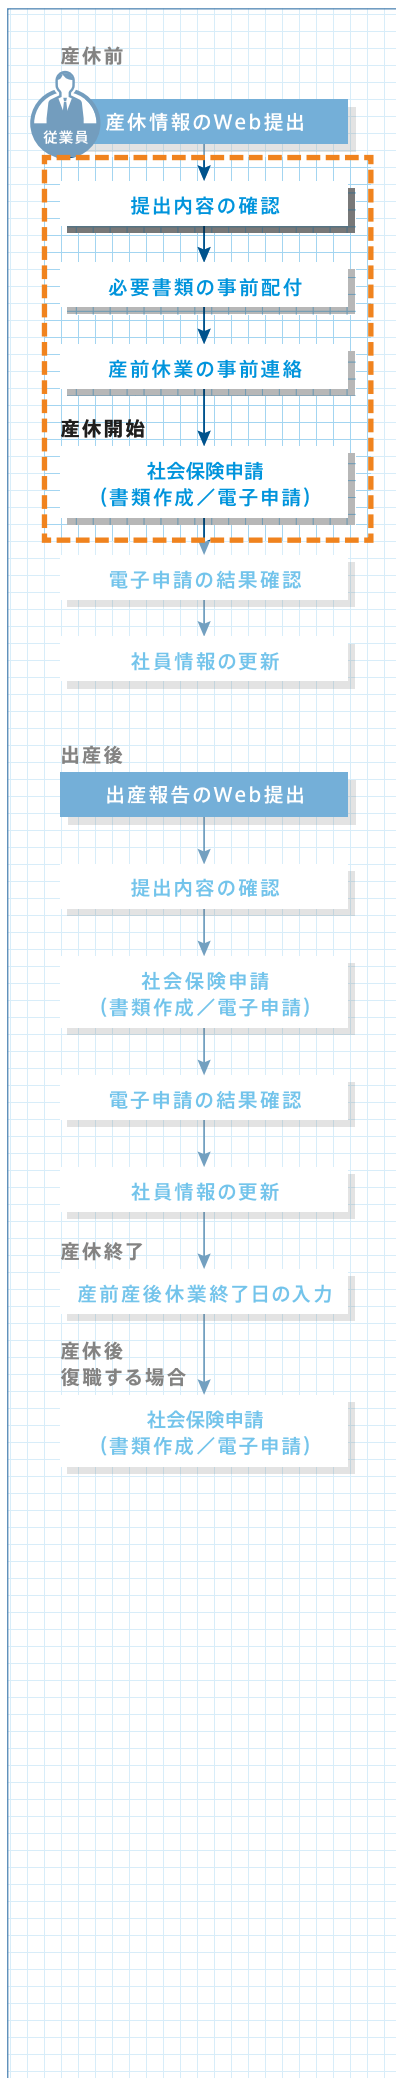 産休前
従業員
産休情報のWeb提出
提出内容の確認
必要書類の事前配付
産前休業の事前連絡
産休開始
社会保険申請
(書類作成／電子申請)
電子申請の結果確認
社員情報の更新
出産後
出産報告のWeb提出
提出内容の確認
社会保険申請
(書類作成／電子申請)
電子申請の結果確認
社員情報の更新
産休終了
産前産後休業終了日の入力
産休後
復職する場合
社会保険申請
(書類作成／電子申請)